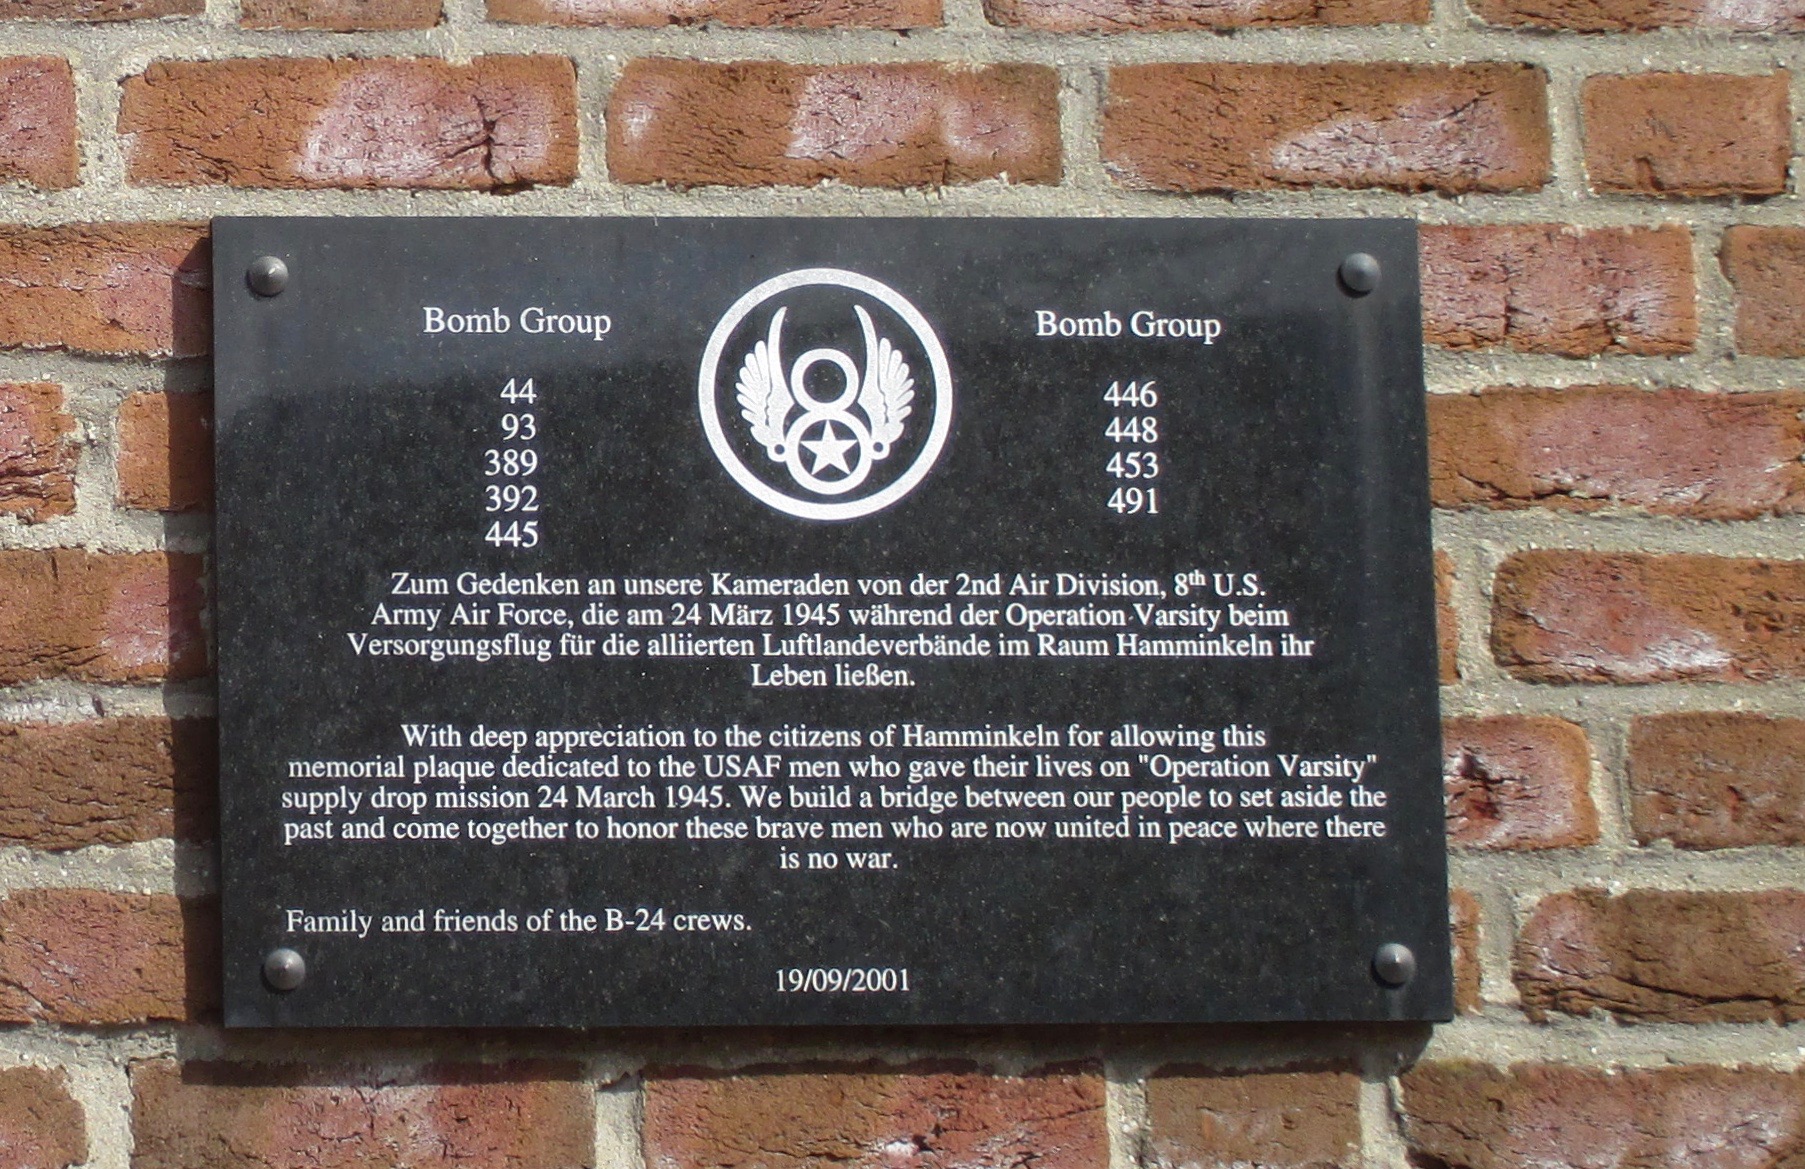 Bomb Group
44
93
389
392
445
8
Bomb Group
446
448
453
491
Zum Gedenken an unsere Kameraden von der 2nd Air Division, 8th U.S.
Army Air Force, die am 24 März 1945 während der Operation Varsity beim
Versorgungsflug für die alliierten Luftlandeverbände im Raum Hamminkeln ihr
Leben ließen.
With deep appreciation to the citizens of Hamminkeln for allowing this
memorial plaque dedicated to the USAF men who gave their lives on "Operation Varsity"
supply drop mission 24 March 1945. We build a bridge between our people to set aside the
past and come together to honor these brave men who are now united in peace where there
is no war.
Family and friends of the B-24 crews.
19/09/2001